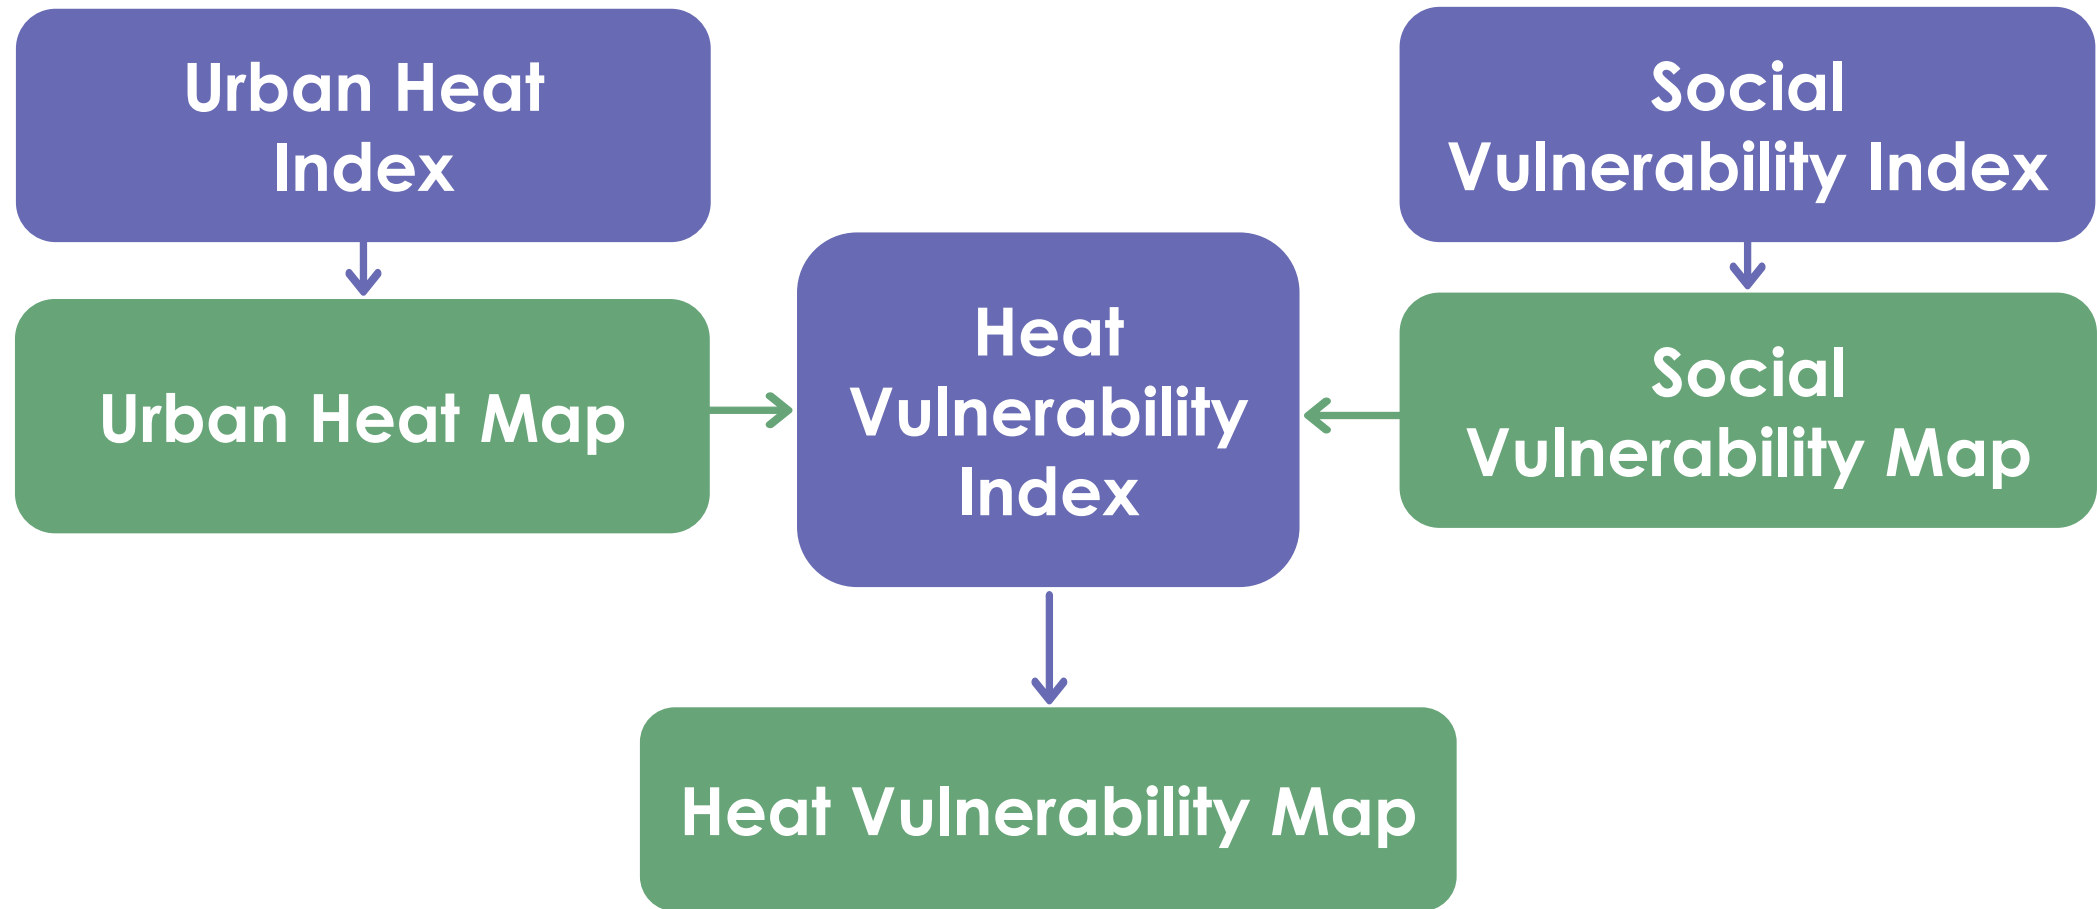 Urban Heat
Index
Urban Heat Map
Heat
Vulnerability
Index
Social
Vulnerability Index
Social
Vulnerability Map
Heat Vulnerability Map